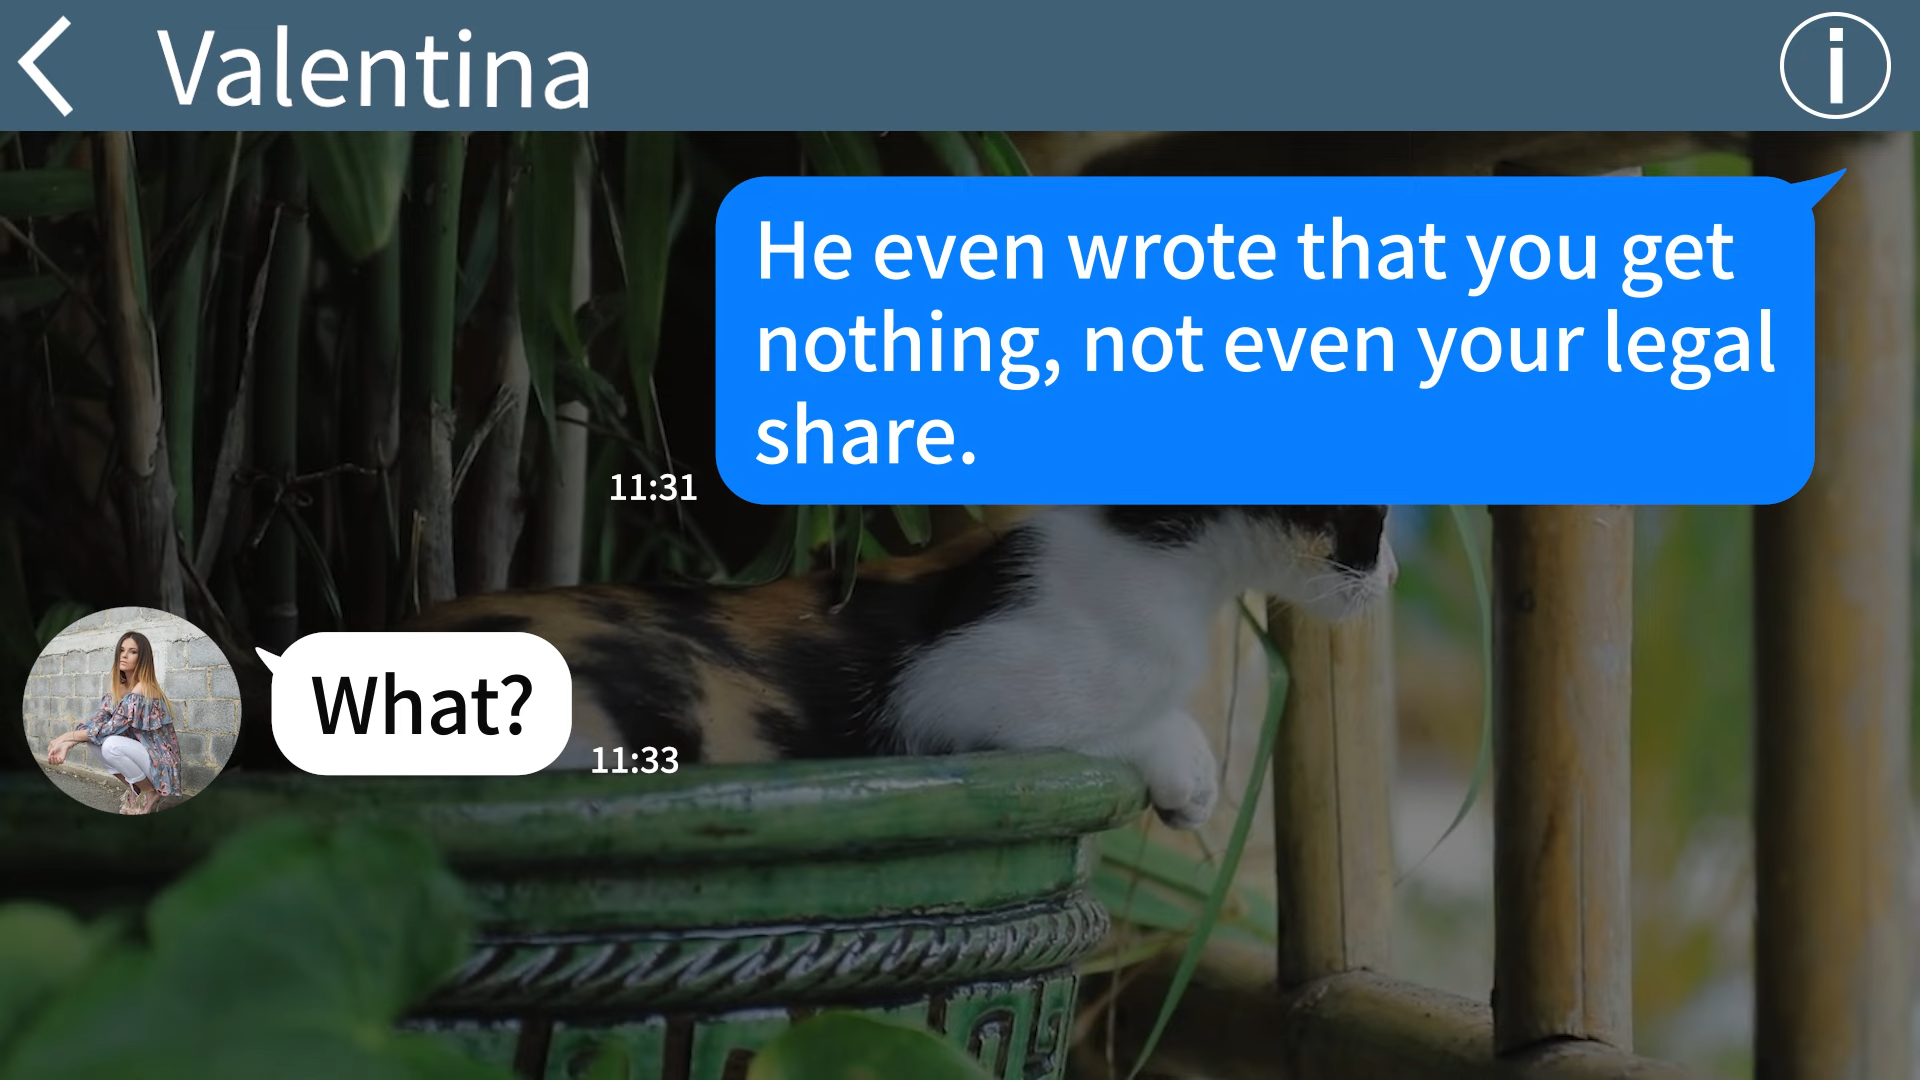 Valentina
He even wrote that you get
nothing, not even your legal
share.
11:31
What?
11:33